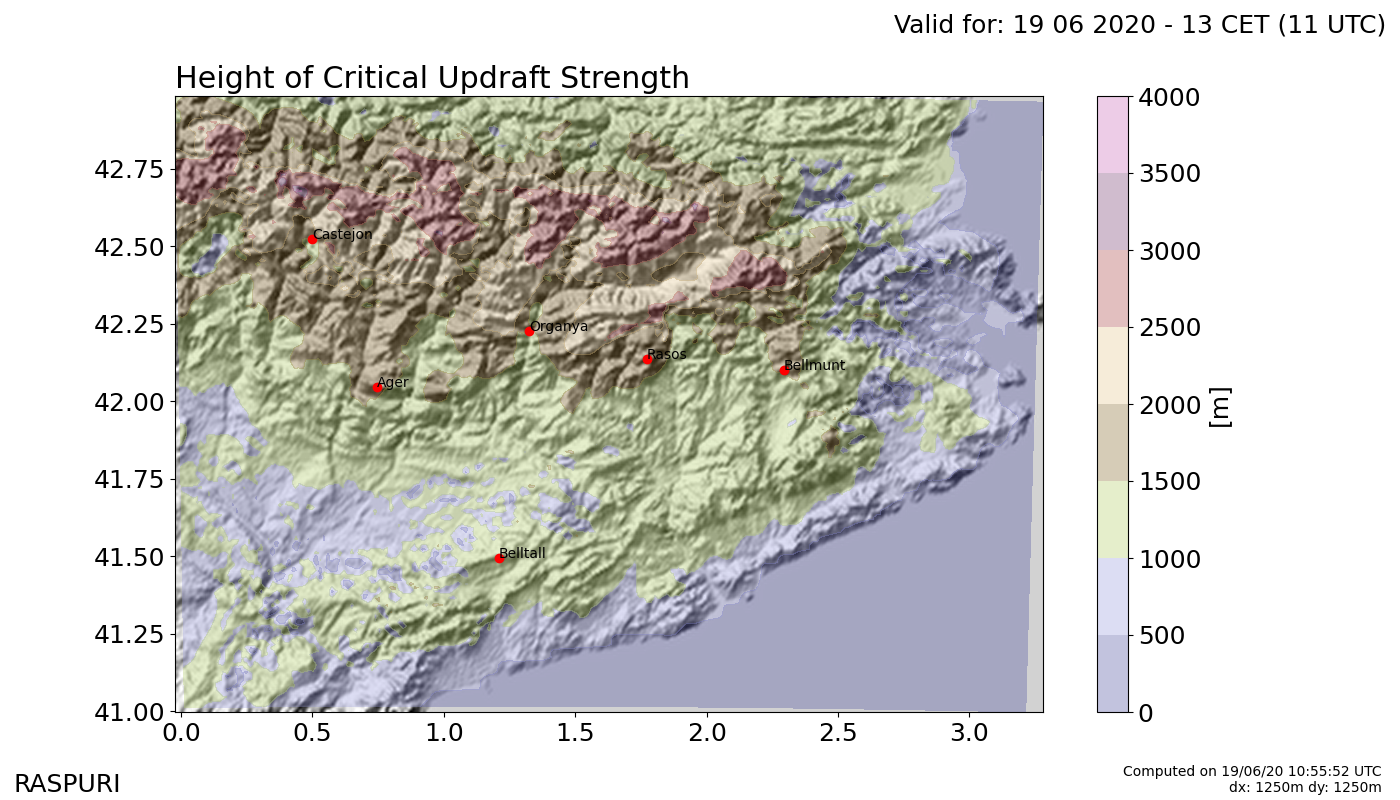 Valid for: 19 06 2020 - 13 CET (11 UTC)
Height of Critical Updraft Strength
42.75
42.50
42.25
42.00
41.75
41.50
41.25
41.00
0.0 0.5 1.0 1.5 2.0 2.5 3.0
Castejon
Organya
Rasos
Bellmunt
Ager
Belltall
4000
3500
3000
2500
2000
1500
1000
500
0
[m]
RASPURI
Computed on 19/06/20 10:55:52 UTC
dx: 1250m dy: 1250m